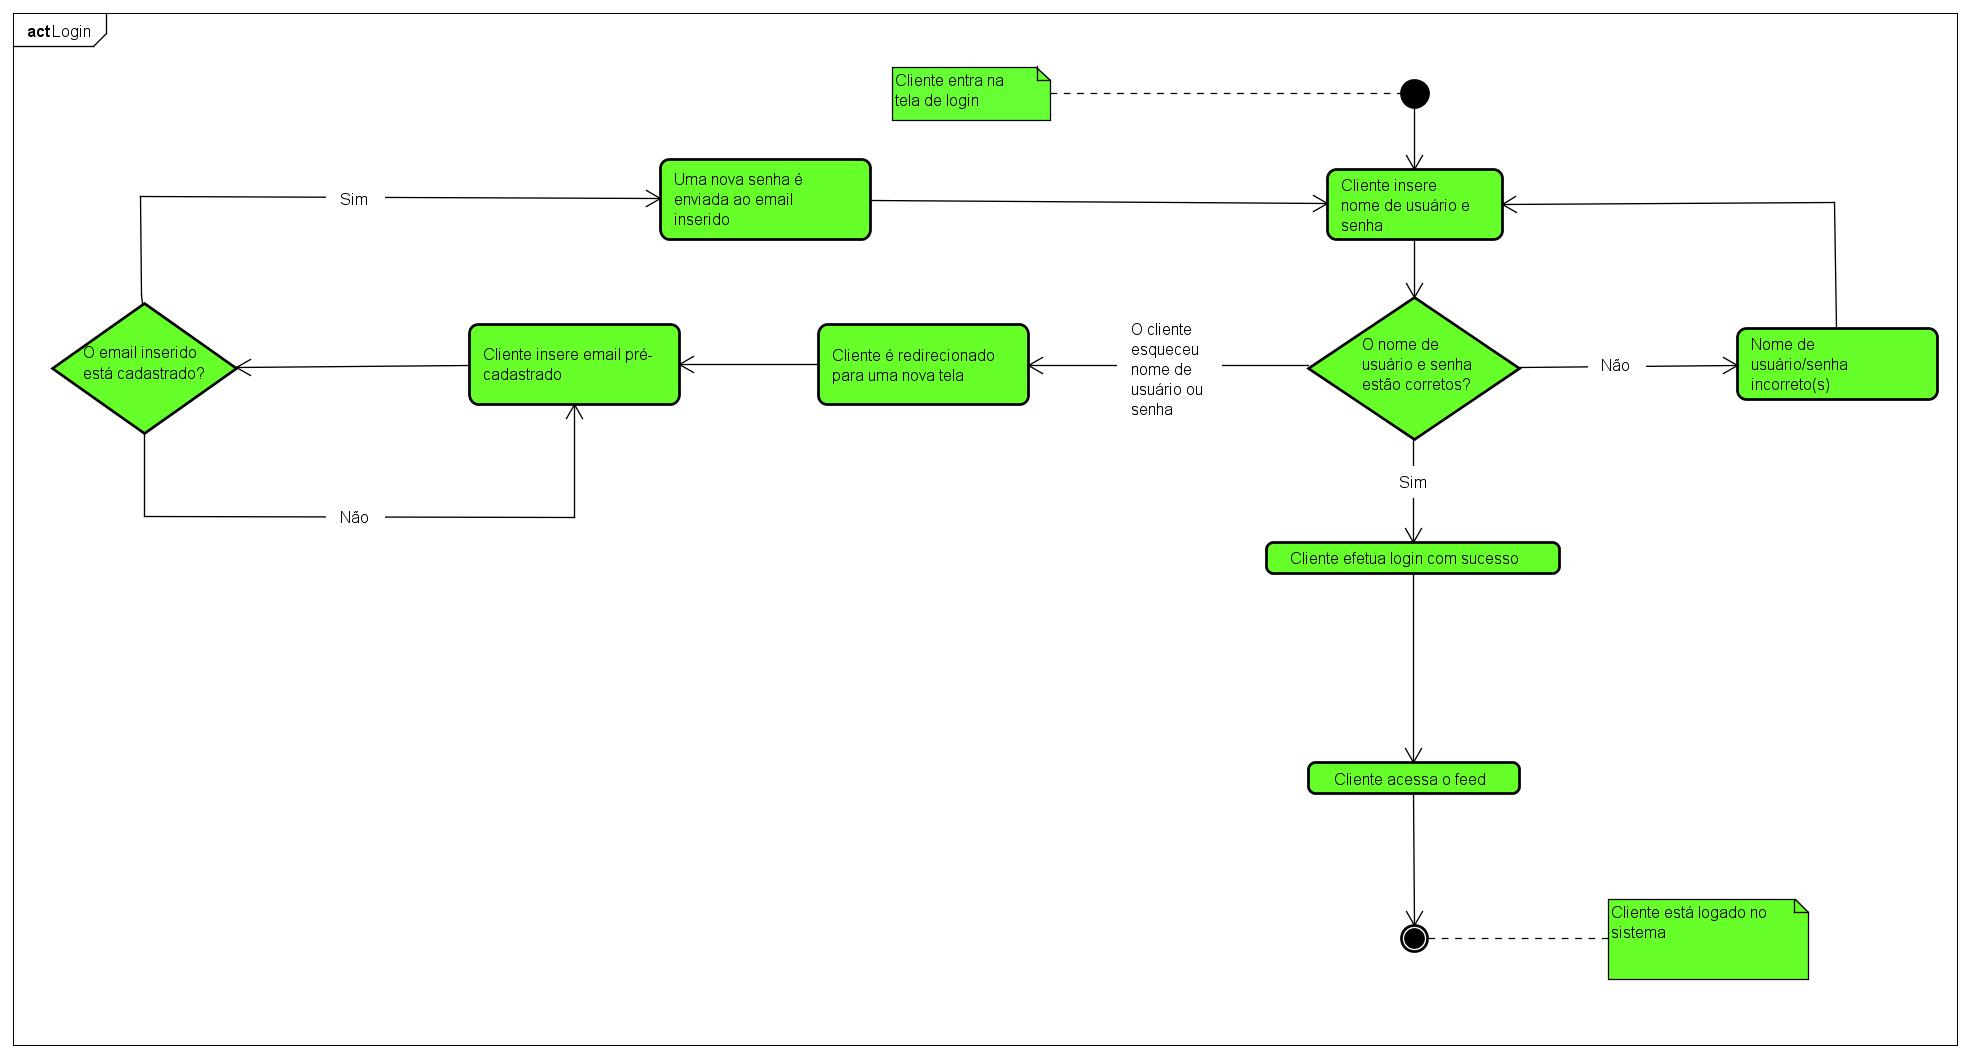 act Login
Cliente entra na
tela de login
Uma nova senha é
enviada ao email
inserido
Cliente insere
nome de usuário e
senha
Sim
O email inserido
está cadastrado?
Cliente insere email pré-
cadastrado
Cliente é redirecionado
para uma nova tela
O cliente
esqueceu
nome de
usuário ou
senha
O nome de
usuário e senha
estão corretos?
Não
Nome de
usuário/senha
incorreto(s)
Sim
Não
Cliente efetua login com sucesso
Cliente acessa o feed
Cliente está logado no
sistema